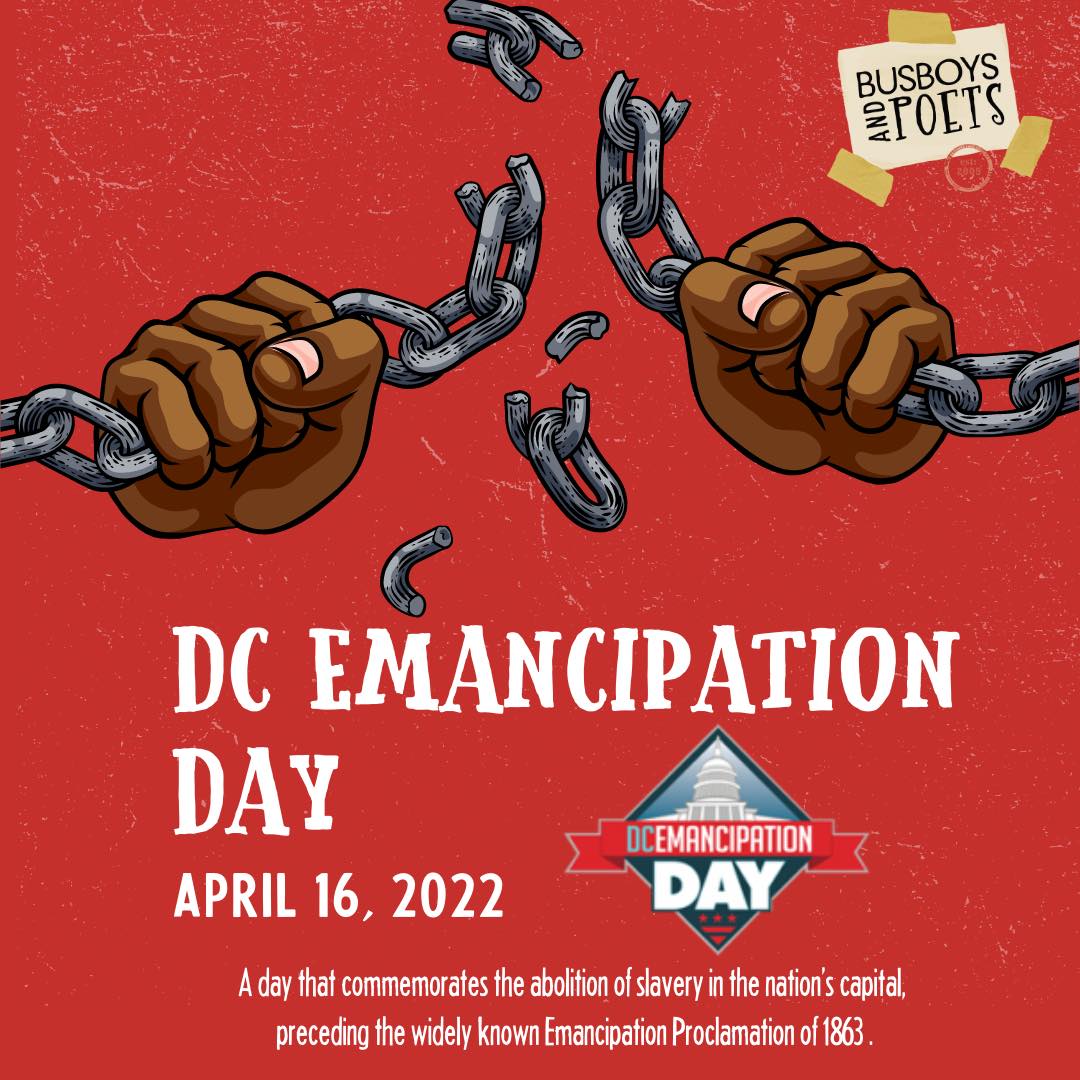 BUSBOYS
AND POETS
DC EMANCIPATION
DAY
APRIL 16, 2022
DCEMANCIPATION
DAY
A day that commemorates the abolition of slavery in the nation's capital,
preceding the widely known Emancipation Proclamation of 1863 .